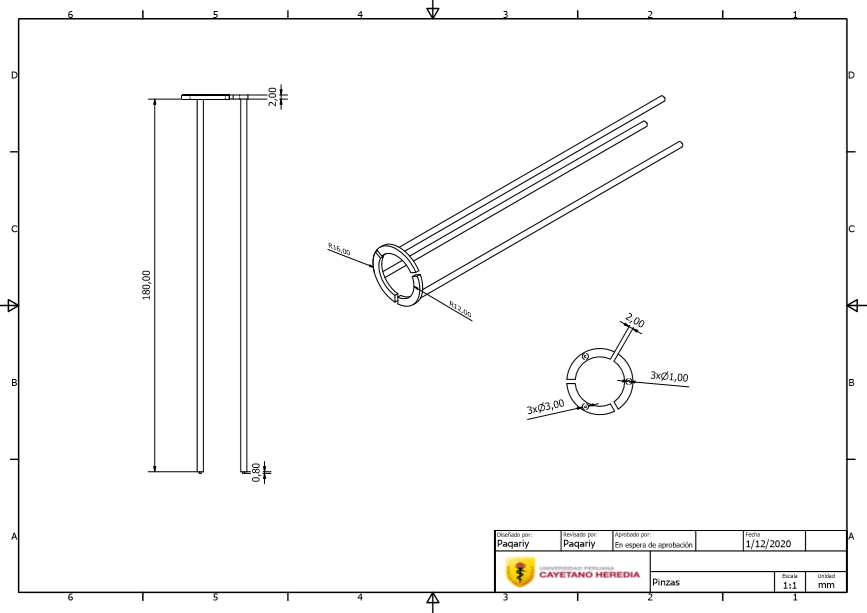 6 5 4 3 2 1
D D
2,00
C C
R16,00
180,00
R12,00
2,00
B B
3xØ1,00
3xØ3,00
0,80
A A
Diseñado por: Revisado por: Aprobado por: Fecha
Paqariy Paqariy En espera de aprobación 1/12/2020
UNIVERSIDAD PERUANA
CAYETANO HEREDIA
Pinzas
Escala Unidad
1:1 mm
6 5 4 3 2 1